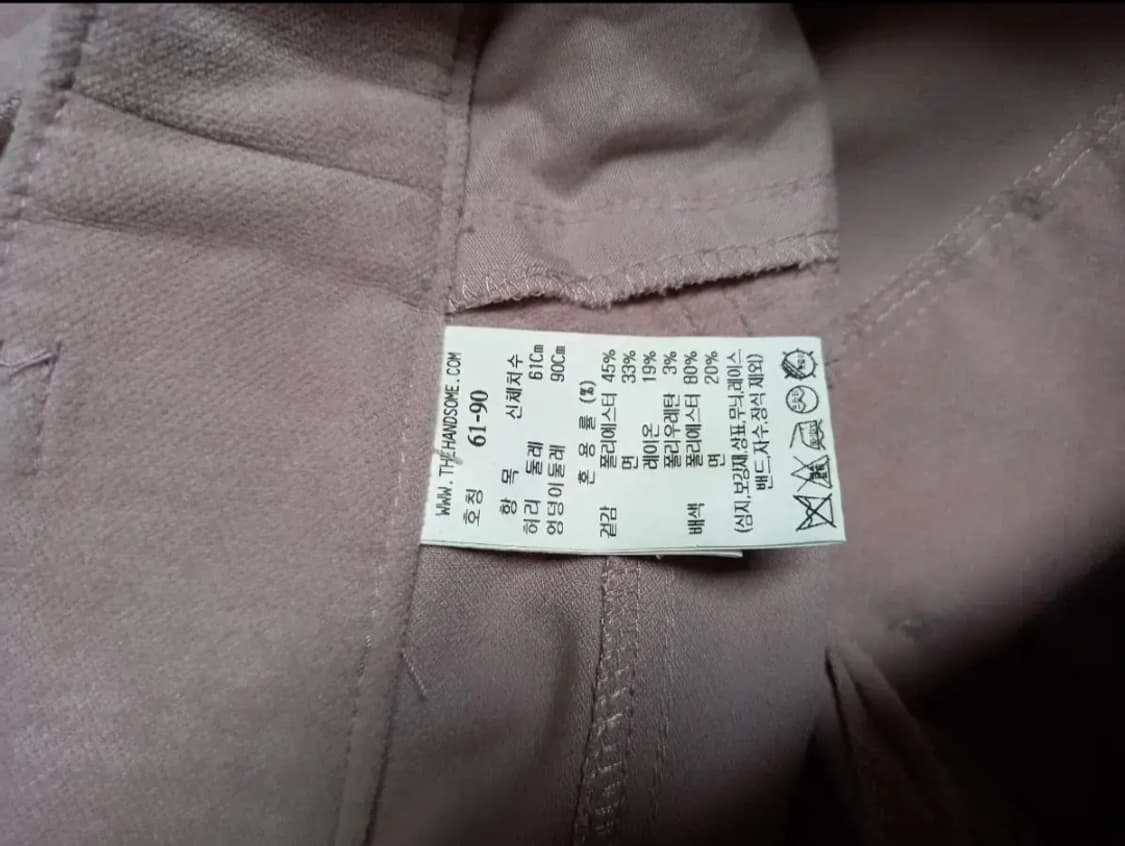 WWW.THEHANDSOME.COM
호칭 61-90
항 목 신체치수
허리 둘레 61Cm
엉덩이둘레 90Cm
혼 용 률 (%)
겉감 폴리에스터 45%
면 33%
레이온 19%
폴리우레탄 3%
배색 폴리에스터 80%
면 20%
(심지,보강재,상표,무늬,레이스,
밴드,자수,장식 제외)